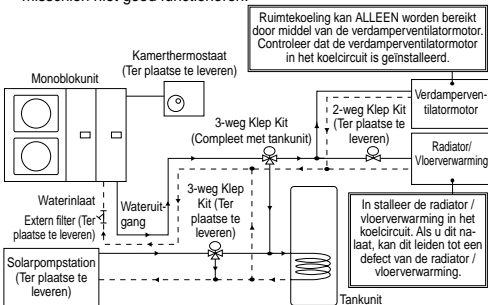 misschien niet goed functioneren.
Ruimtekoeling kan ALLEEN worden bereikt
door middel van de verdamperventilatormotor.
Controleer dat de verdamperventilatormotor
in het koelcircuit is geïnstalleerd.
Kamerthermostaat
(Ter plaatse te leveren)
Monoblokunit
3-weg Klep Kit
(Compleet met tankunit)
2-weg Klep Kit
(Ter plaatse te
leveren)
Verdamperven-
tilatormotor
Radiator/
Vloerverwarming
Waterinlaat
Extern filter (Ter
plaatse te leveren)
Wateruit-
gang
3-weg Klep
Kit (Ter
plaatse te
leveren)
In stalleer de radiator /
vloerverwarming in het
koelcircuit. Als u dit na-
laat, kan dit leiden tot een
defect van de radiator /
vloerverwarming.
Solarpompstation
(Ter plaatse te
leveren)
Tankunit